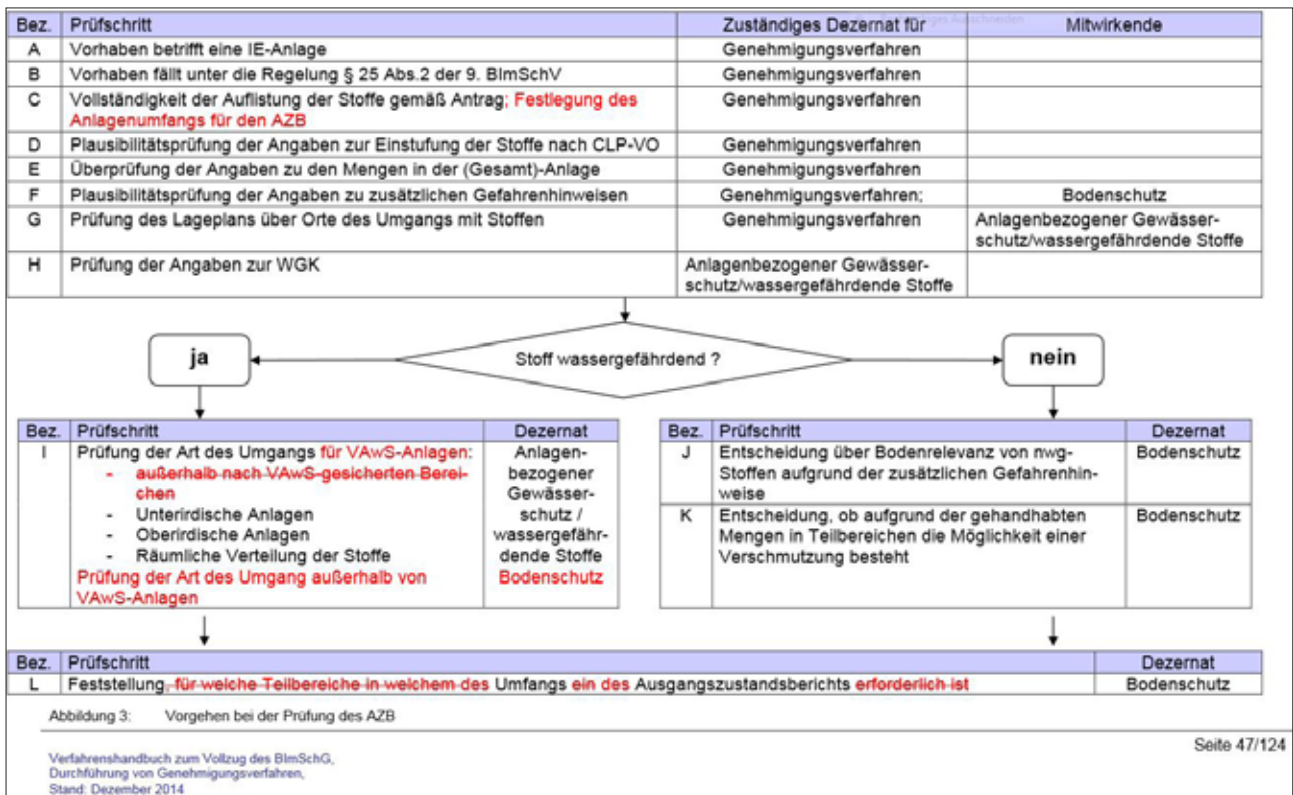 Bez. Prüfschritt Zuständiges Dezernat für Mitwirkende
A Vorhaben betrifft eine IE-Anlage Genehmigungsverfahren
B Vorhaben fällt unter die Regelung § 25 Abs.2 der 9. BImSchV Genehmigungsverfahren
C Vollständigkeit der Auflistung der Stoffe gemäß Antrag; Festlegung des Genehmigungsverfahren
Anlagenumfangs für den AZB
D Plausibilitätsprüfung der Angaben zur Einstufung der Stoffe nach CLP-VO Genehmigungsverfahren
E Überprüfung der Angaben zu den Mengen in der (Gesamt)-Anlage Genehmigungsverfahren
F Plausibilitätsprüfung der Angaben zu zusätzlichen Gefahrenhinweisen Genehmigungsverfahren; Bodenschutz
G Prüfung des Lageplans über Orte des Umgangs mit Stoffen Genehmigungsverfahren Anlagenbezogener Gewässer-
schutz/wassergefährdende Stoffe
H Prüfung der Angaben zur WGK Anlagenbezogener Gewässer-
schutz/wassergefährdende Stoffe
Stoff wassergefährdend ?
ja
nein
Bez. Prüfschritt Dezernat
I Prüfung der Art des Umgangs für VAwS-Anlagen: Anlagen-
- außerhalb nach VAwS-gesicherten Berei- bezogener
chen Gewässer-
- Unterirdische Anlagen schutz /
- Oberirdische Anlagen wassergefähr-
- Räumliche Verteilung der Stoffe dende Stoffe
Prüfung der Art des Umgang außerhalb von Bodenschutz
VAwS-Anlagen
Bez. Prüfschritt Dezernat
J Entscheidung über Bodenrelevanz von nwg- Bodenschutz
Stoffen aufgrund der zusätzlichen Gefahrenhin-
weise
K Entscheidung, ob aufgrund der gehandhabten Bodenschutz
Mengen in Teilbereichen die Möglichkeit einer
Verschmutzung besteht
Bez. Prüfschritt Dezernat
L Feststellung, für welche Teilbereiche in welchem des Umfangs ein des Ausgangszustandsberichts erforderlich ist Bodenschutz
Abbildung 3: Vorgehen bei der Prüfung des AZB
Seite 47/124
Verfahrenshandbuch zum Vollzug des BImSchG,
Durchführung von Genehmigungsverfahren,
Stand: Dezember 2014